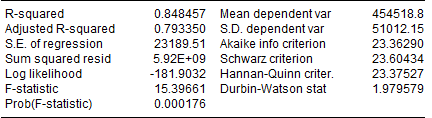 R-squared 0.848457 Mean dependent var 454518.8
Adjusted R-squared 0.793350 S.D. dependent var 51012.15
S.E. of regression 23189.51 Akaike info criterion 23.36290
Sum squared resid 5.92E+09 Schwarz criterion 23.60434
Log likelihood -181.9032 Hannan-Quinn criter. 23.37527
F-statistic 15.39661 Durbin-Watson stat 1.979579
Prob(F-statistic) 0.000176